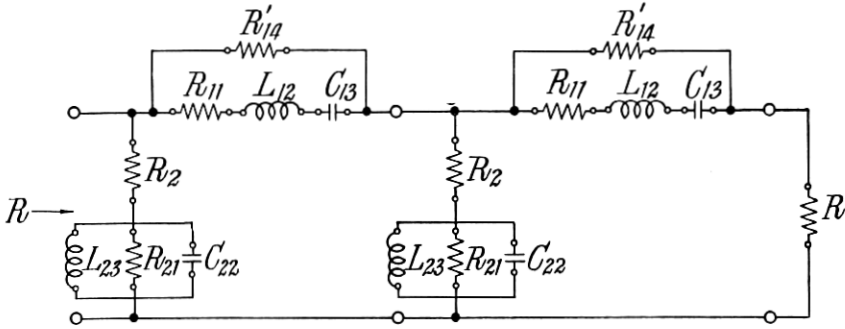 R'₁₄ R'₁₄
R₁₁ L₁₂ C₁₃ R₁₁ L₁₂ C₁₃
R₂ R₂
R R
L₂₃ R₂₁ C₂₂ L₂₃ R₂₁ C₂₂